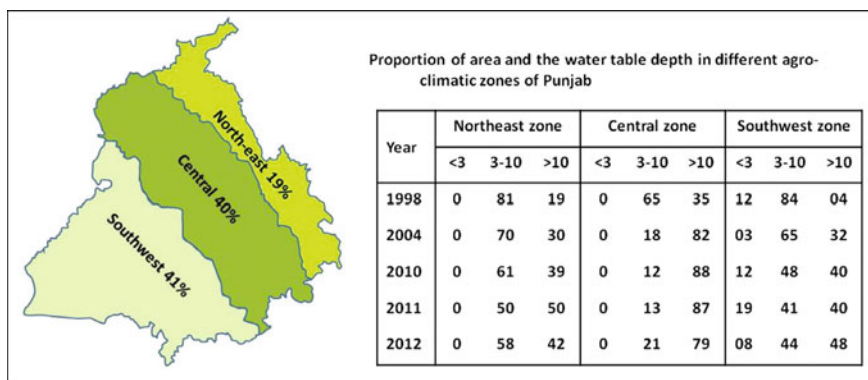 North-east 19%
Central 40%
Southwest 41%
Proportion of area and the water table depth in different agro-
climatic zones of Punjab
Year Northeast zone Central zone Southwest zone
<3 3-10 >10 <3 3-10 >10 <3 3-10 >10
1998 0 81 19 0 65 35 12 84 04
2004 0 70 30 0 18 82 03 65 32
2010 0 61 39 0 12 88 12 48 40
2011 0 50 50 0 13 87 19 41 40
2012 0 58 42 0 21 79 08 44 48